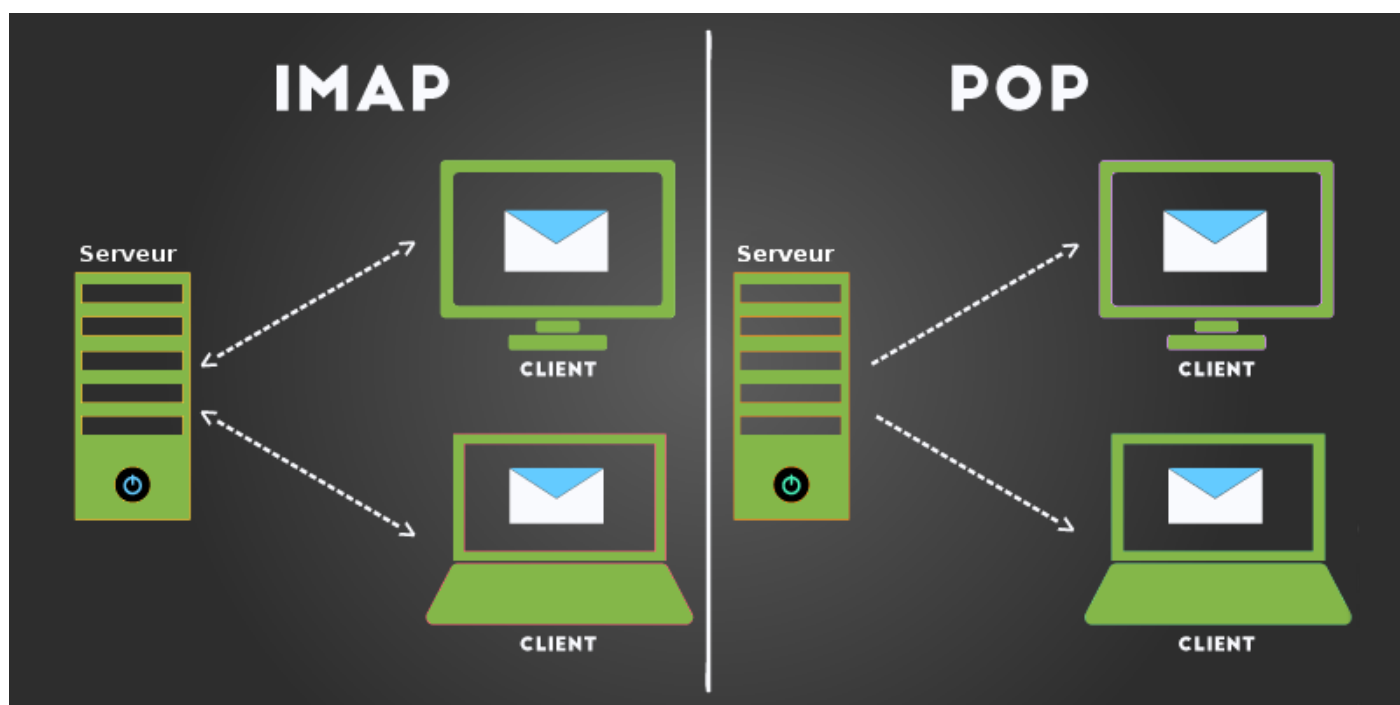 IMAP
Serveur
CLIENT
CLIENT
POP
Serveur
CLIENT
CLIENT